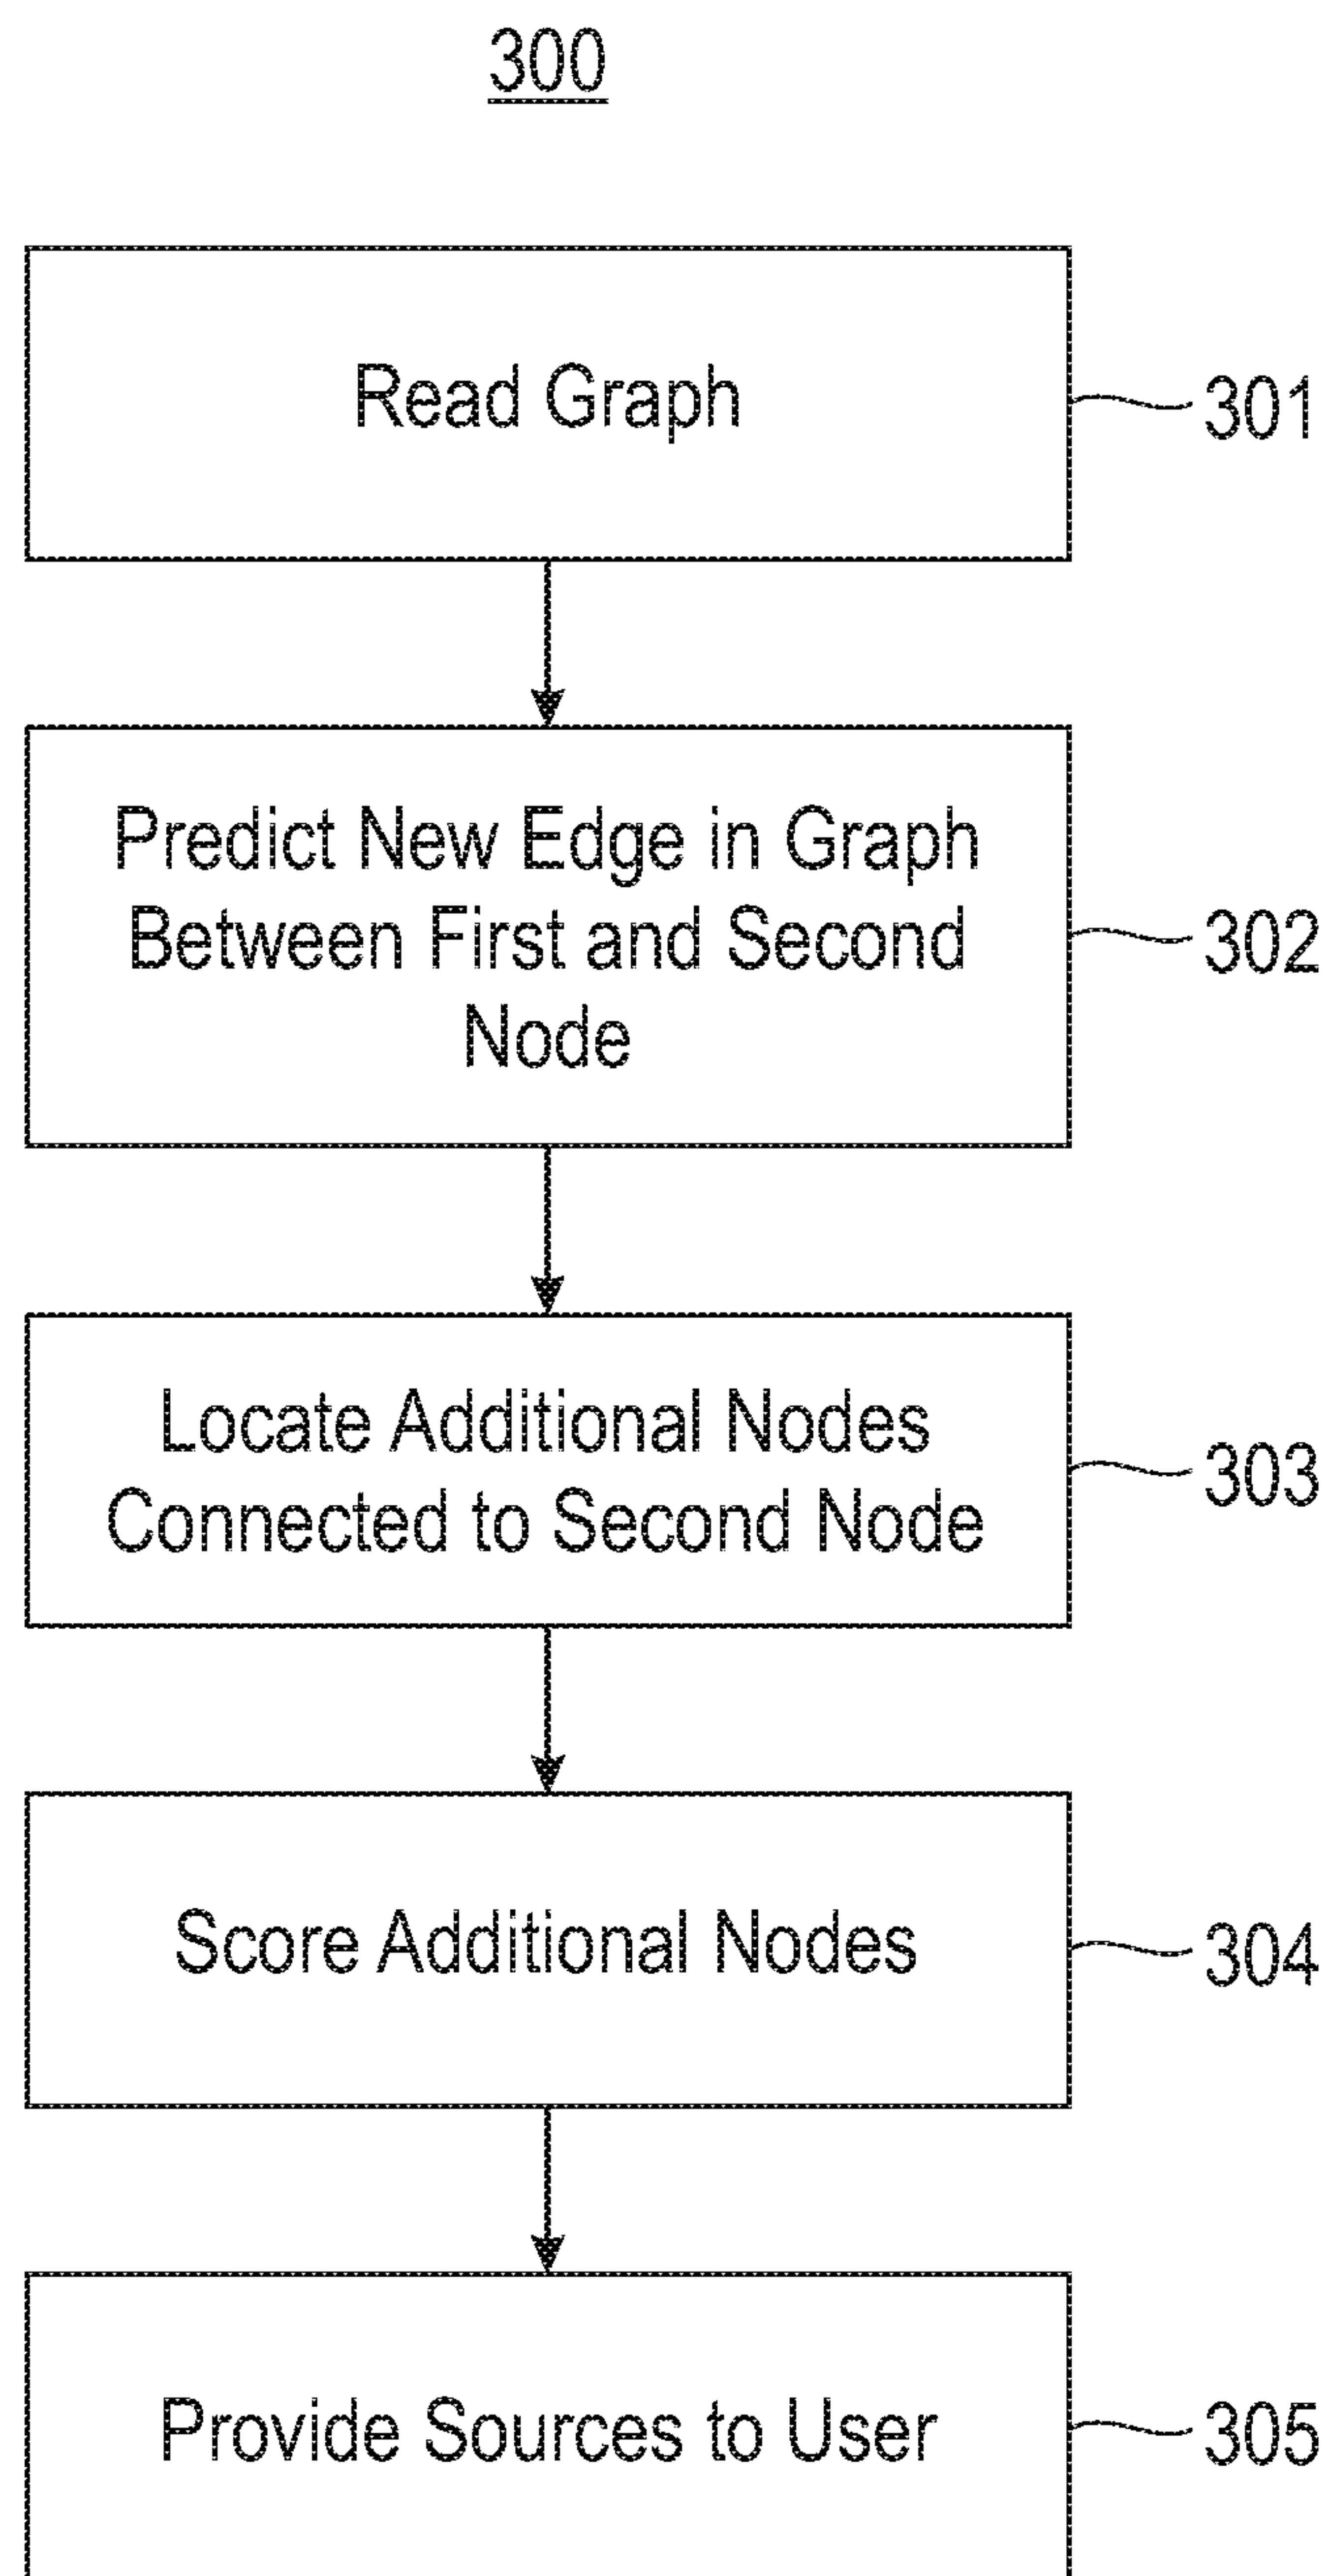 300
Read Graph
301
Predict New Edge in Graph
Between First and Second
Node
302
Locate Additional Nodes
Connected to Second Node
303
Score Additional Nodes
304
Provide Sources to User
305